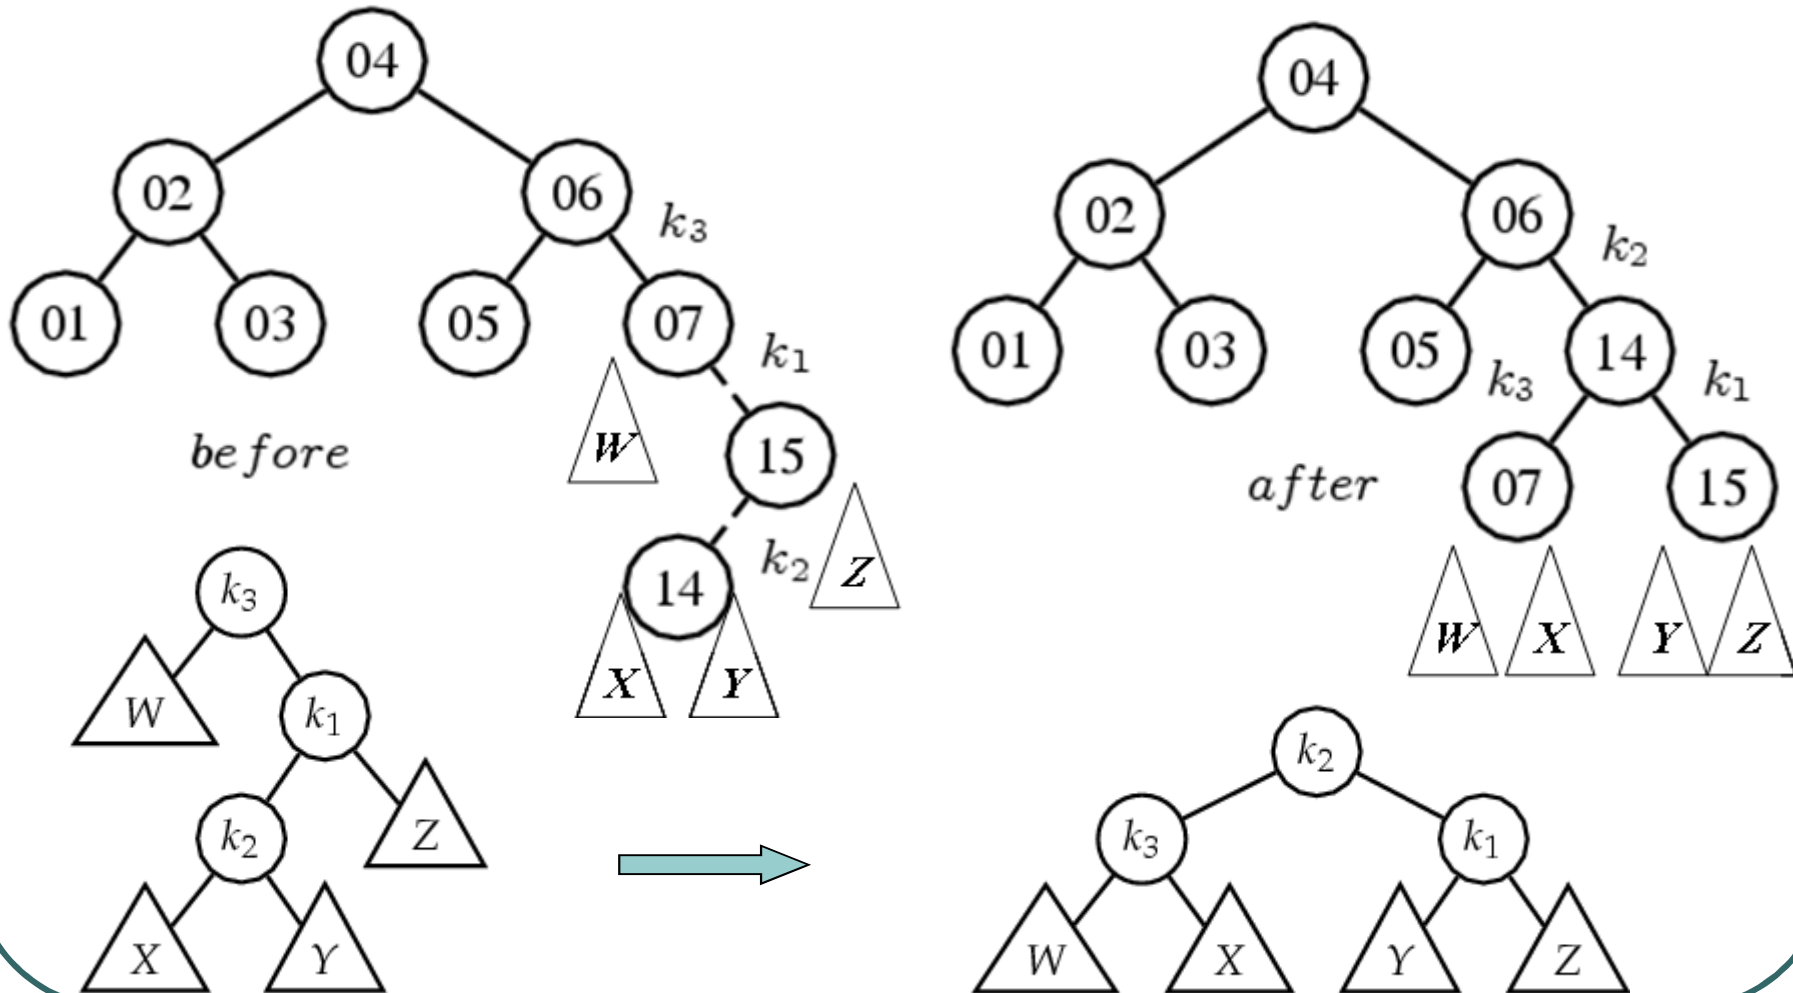 04
02 06
k3
01 03 05 07
k1
before
W
15
k2
14
Z
X Y
04
02 06
k2
01 03 05 14
k3 k1
07 15
after
W X Y Z
k3
W
k1
k2
Z
X Y
k2
k3 k1
W X Y Z